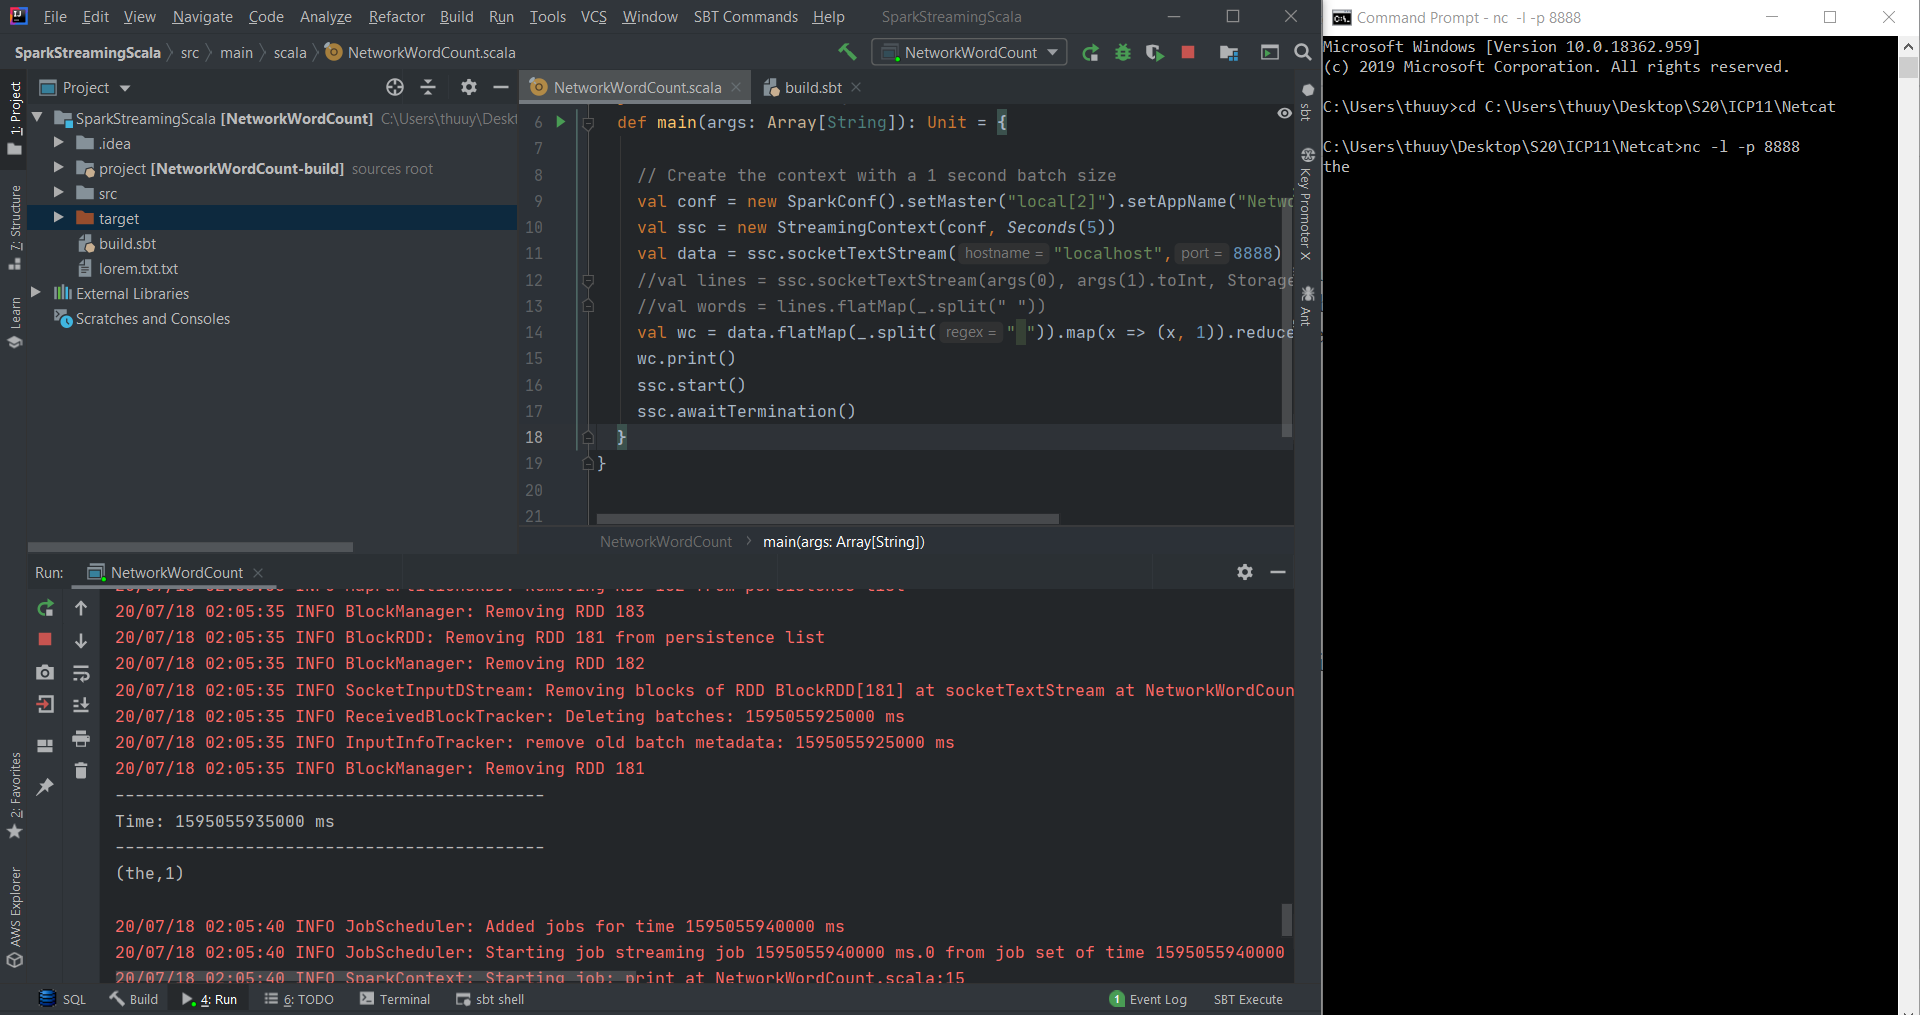 File Edit View Navigate Code Analyze Refactor Build Run Tools VCS Window SBT Commands Help SparkStreamingScala
SparkStreamingScala src main scala NetworkWordCount.scala NetworkWordCount
Project NetworkWordCount.scala build.sbt
SparkStreamingScala [NetworkWordCount] C:\Users\thuuy\Deskt
.idea
project [NetworkWordCount-build] sources root
src
target
build.sbt
lorem.txt.txt
External Libraries
Scratches and Consoles
1: Project
7: Structure
Learn
2: Favorites
AWS Explorer
6 def main(args: Array[String]): Unit = {
7
8 // Create the context with a 1 second batch size
9 val conf = new SparkConf().setMaster("local[2]").setAppName("Netwo
10 val ssc = new StreamingContext(conf, Seconds(5))
11 val data = ssc.socketTextStream( hostname = "localhost", port = 8888)
12 //val lines = ssc.socketTextStream(args(0), args(1).toInt, Storage
13 //val words = lines.flatMap(_.split(" "))
14 val wc = data.flatMap(_.split( regex = " ")).map(x => (x, 1)).reduce
15 wc.print()
16 ssc.start()
17 ssc.awaitTermination()
18 }
19 }
20
21
NetworkWordCount main(args: Array[String])
sbt
Key Promoter X
Ant
Run: NetworkWordCount
20/07/18 02:05:35 INFO MapPartitionsRDD: Removing RDD 182 from persistence list
20/07/18 02:05:35 INFO BlockManager: Removing RDD 183
20/07/18 02:05:35 INFO BlockRDD: Removing RDD 181 from persistence list
20/07/18 02:05:35 INFO BlockManager: Removing RDD 182
20/07/18 02:05:35 INFO SocketInputDStream: Removing blocks of RDD BlockRDD[181] at socketTextStream at NetworkWordCoun
20/07/18 02:05:35 INFO ReceivedBlockTracker: Deleting batches: 1595055925000 ms
20/07/18 02:05:35 INFO InputInfoTracker: remove old batch metadata: 1595055925000 ms
20/07/18 02:05:35 INFO BlockManager: Removing RDD 181
-------------------------------------------
Time: 1595055935000 ms
-------------------------------------------
(the,1)
20/07/18 02:05:40 INFO JobScheduler: Added jobs for time 1595055940000 ms
20/07/18 02:05:40 INFO JobScheduler: Starting job streaming job 1595055940000 ms.0 from job set of time 1595055940000
20/07/18 02:05:40 INFO SparkContext: Starting job: print at NetworkWordCount.scala:15
SQL Build 4: Run 6: TODO Terminal sbt shell 1 Event Log SBT Execute
Command Prompt - nc -l -p 8888
Microsoft Windows [Version 10.0.18362.959]
(c) 2019 Microsoft Corporation. All rights reserved.
C:\Users\thuuy>cd C:\Users\thuuy\Desktop\S20\ICP11\Netcat
C:\Users\thuuy\Desktop\S20\ICP11\Netcat>nc -l -p 8888
the